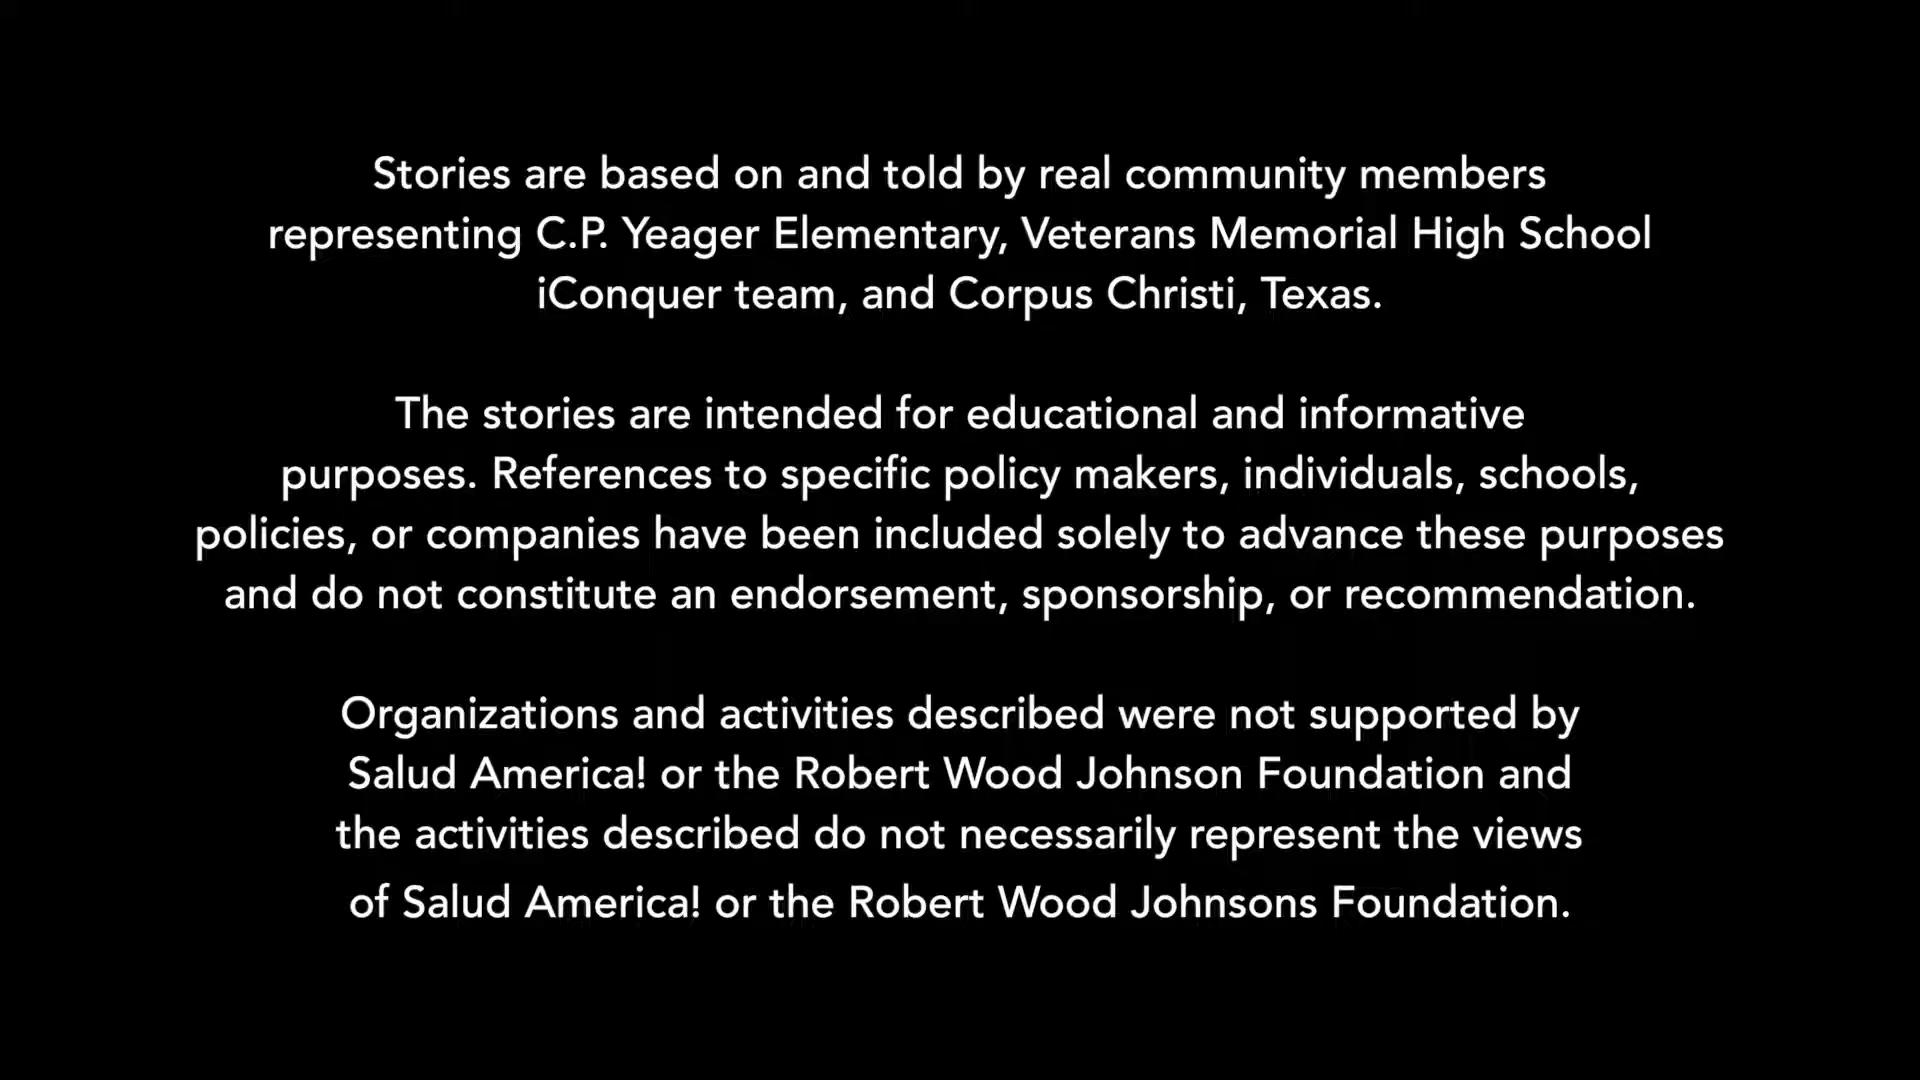 Stories are based on and told by real community members
representing C.P. Yeager Elementary, Veterans Memorial High School
iConquer team, and Corpus Christi, Texas.
The stories are intended for educational and informative
purposes. References to specific policy makers, individuals, schools,
policies, or companies have been included solely to advance these purposes
and do not constitute an endorsement, sponsorship, or recommendation.
Organizations and activities described were not supported by
Salud America! or the Robert Wood Johnson Foundation and
the activities described do not necessarily represent the views
of Salud America! or the Robert Wood Johnsons Foundation.